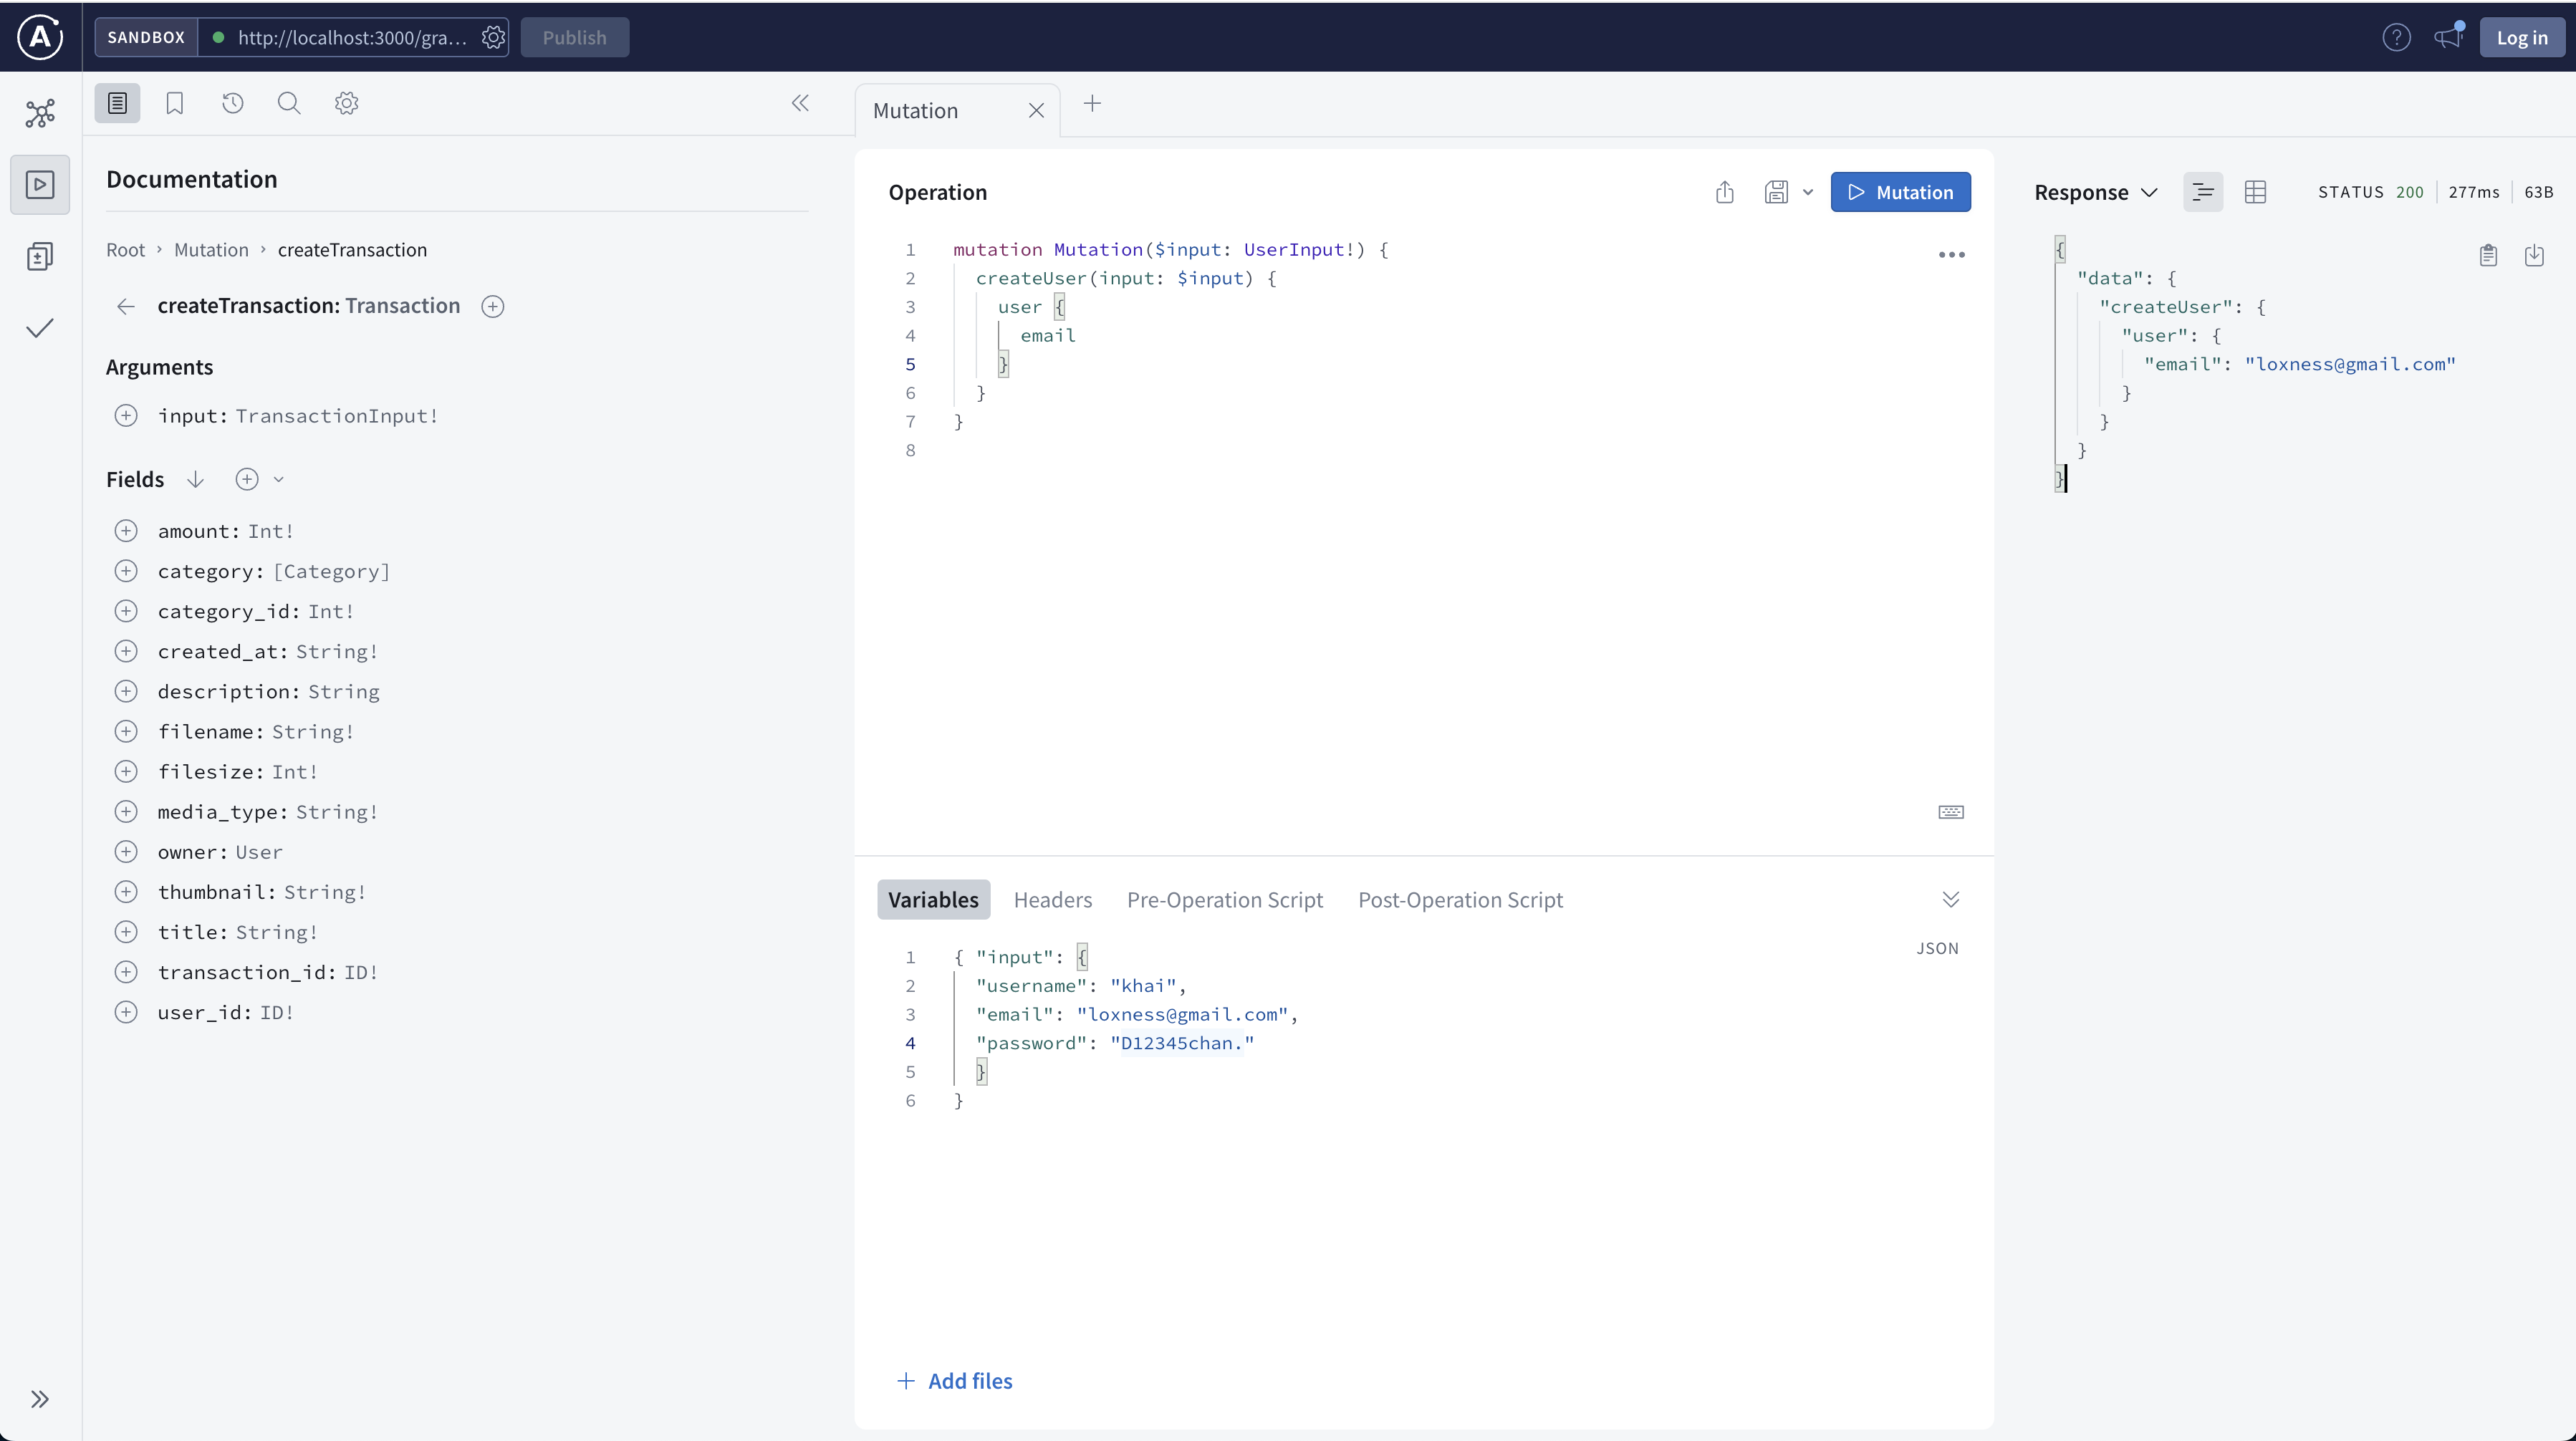 SANDBOX
http://localhost:3000/gra...
Publish
Log in
Mutation
Documentation
Root › Mutation › createTransaction
createTransaction: Transaction
Arguments
input: TransactionInput!
Fields
amount: Int!
category: [Category]
category_id: Int!
created_at: String!
description: String
filename: String!
filesize: Int!
media_type: String!
owner: User
thumbnail: String!
title: String!
transaction_id: ID!
user_id: ID!
Operation
Mutation
1 mutation Mutation($input: UserInput!) {
2 createUser(input: $input) {
3 user {
4 email
5 }
6 }
7 }
8
Variables Headers Pre-Operation Script Post-Operation Script
JSON
1 { "input": {
2 "username": "khai",
3 "email": "loxness@gmail.com",
4 "password": "D12345chan."
5 }
6 }
+ Add files
Response
STATUS 200 277ms 63B
{
"data": {
"createUser": {
"user": {
"email": "loxness@gmail.com"
}
}
}
}